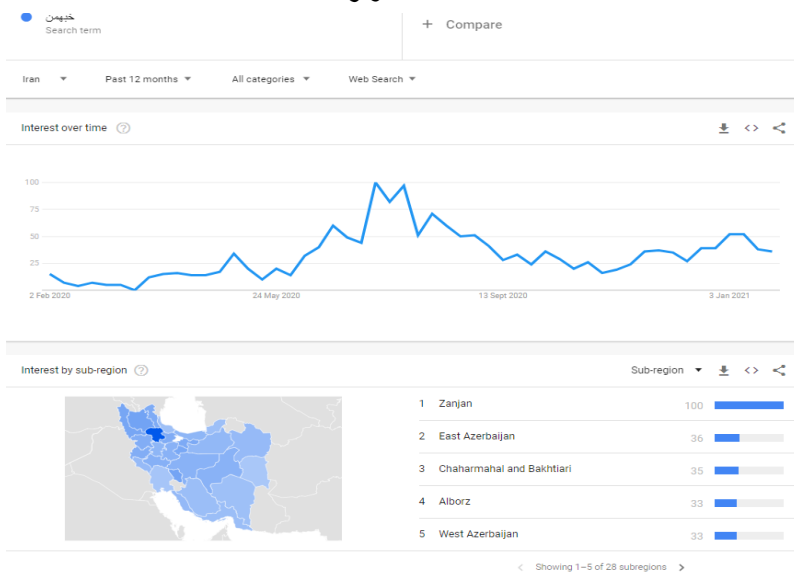 خبهمن
Search term
+ Compare
Iran Past 12 months All categories Web Search
Interest over time
100
75
50
25
2 Feb 2020 24 May 2020 13 Sept 2020 3 Jan 2021
Interest by sub-region Sub-region
1 Zanjan 100
2 East Azerbaijan 36
3 Chaharmahal and Bakhtiari 35
4 Alborz 33
5 West Azerbaijan 33
Showing 1–5 of 28 subregions